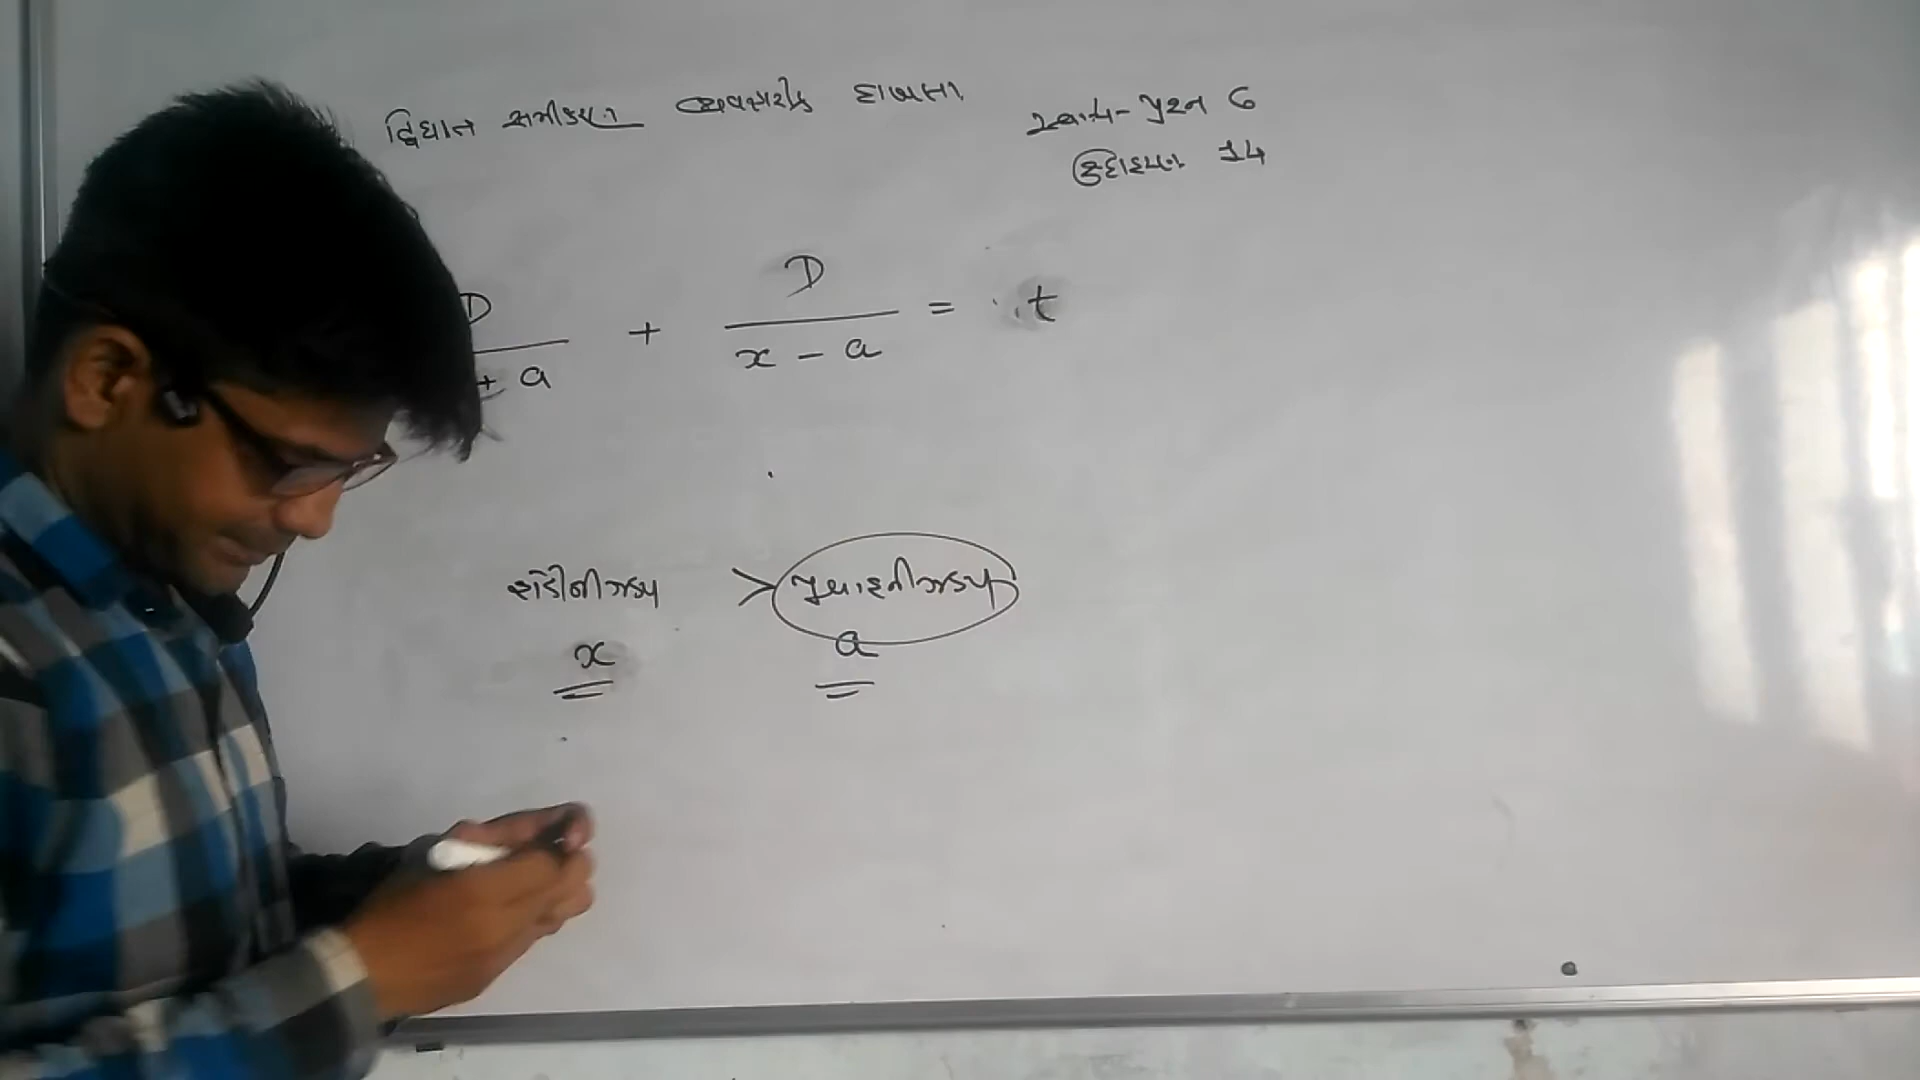 દ્વિઘાત સમીકરણ વ્યવહારીક દાખલા
સ્વા.- પ્રશ્ન 6
ઉદાહરણ 14
D / + a + D / x - a = t
હોડીની ઝડપ > પ્રવાહની ઝડપ
x a